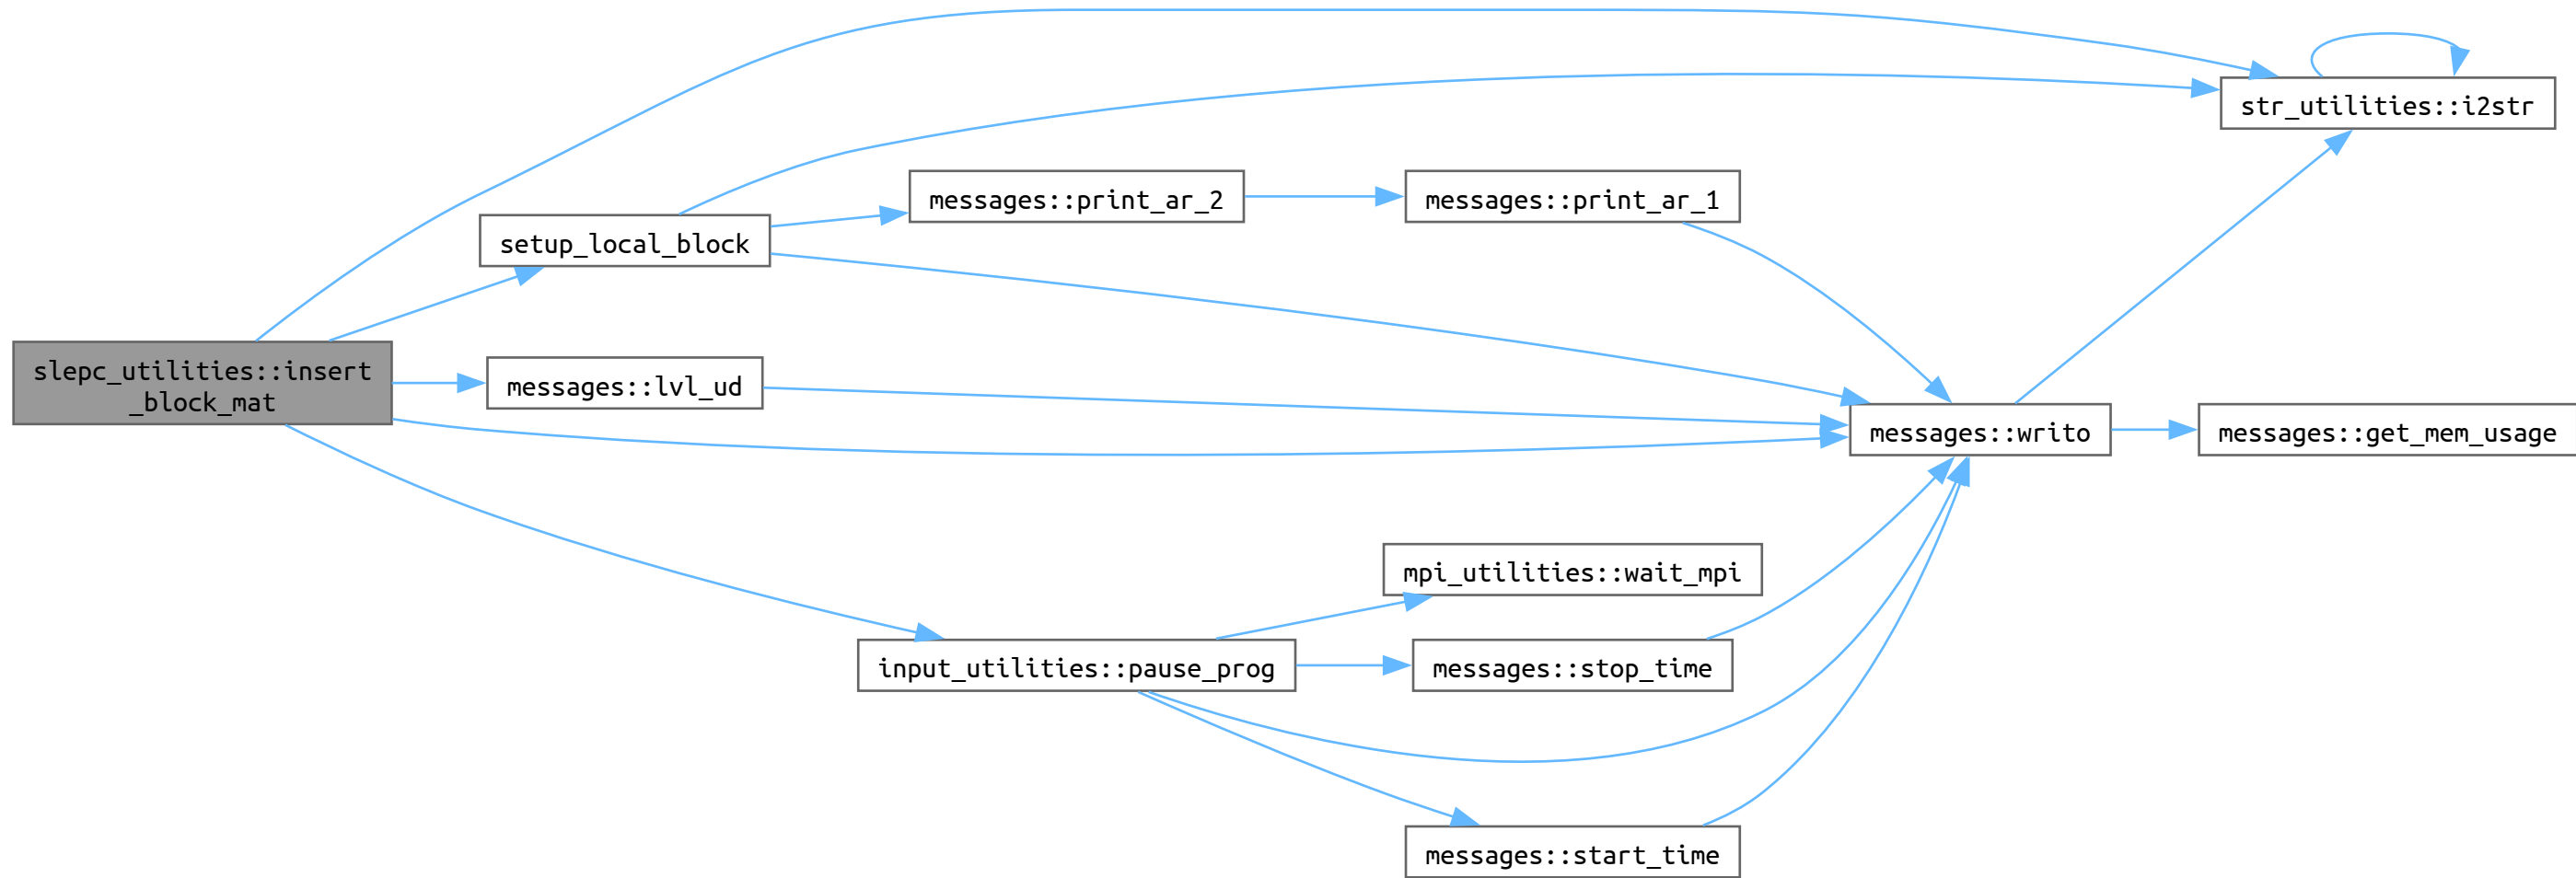 str_utilities::i2str
messages::print_ar_2
messages::print_ar_1
setup_local_block
slepc_utilities::insert
_block_mat
messages::lvl_ud
messages::writo
messages::get_mem_usage
mpi_utilities::wait_mpi
input_utilities::pause_prog
messages::stop_time
messages::start_time